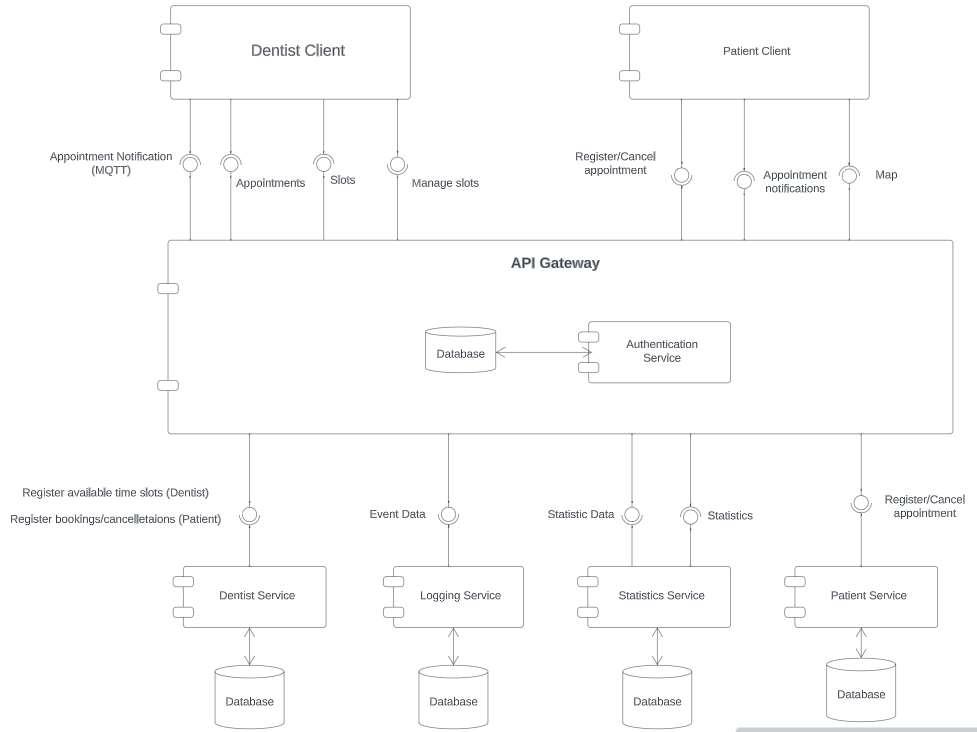 Dentist Client
Patient Client
Appointment Notification
(MQTT)
Appointments
Slots
Manage slots
Register/Cancel
appointment
Appointment
notifications
Map
API Gateway
Database
Authentication
Service
Register available time slots (Dentist)
Register bookings/cancelletaions (Patient)
Event Data
Statistic Data
Statistics
Register/Cancel
appointment
Dentist Service
Logging Service
Statistics Service
Patient Service
Database
Database
Database
Database